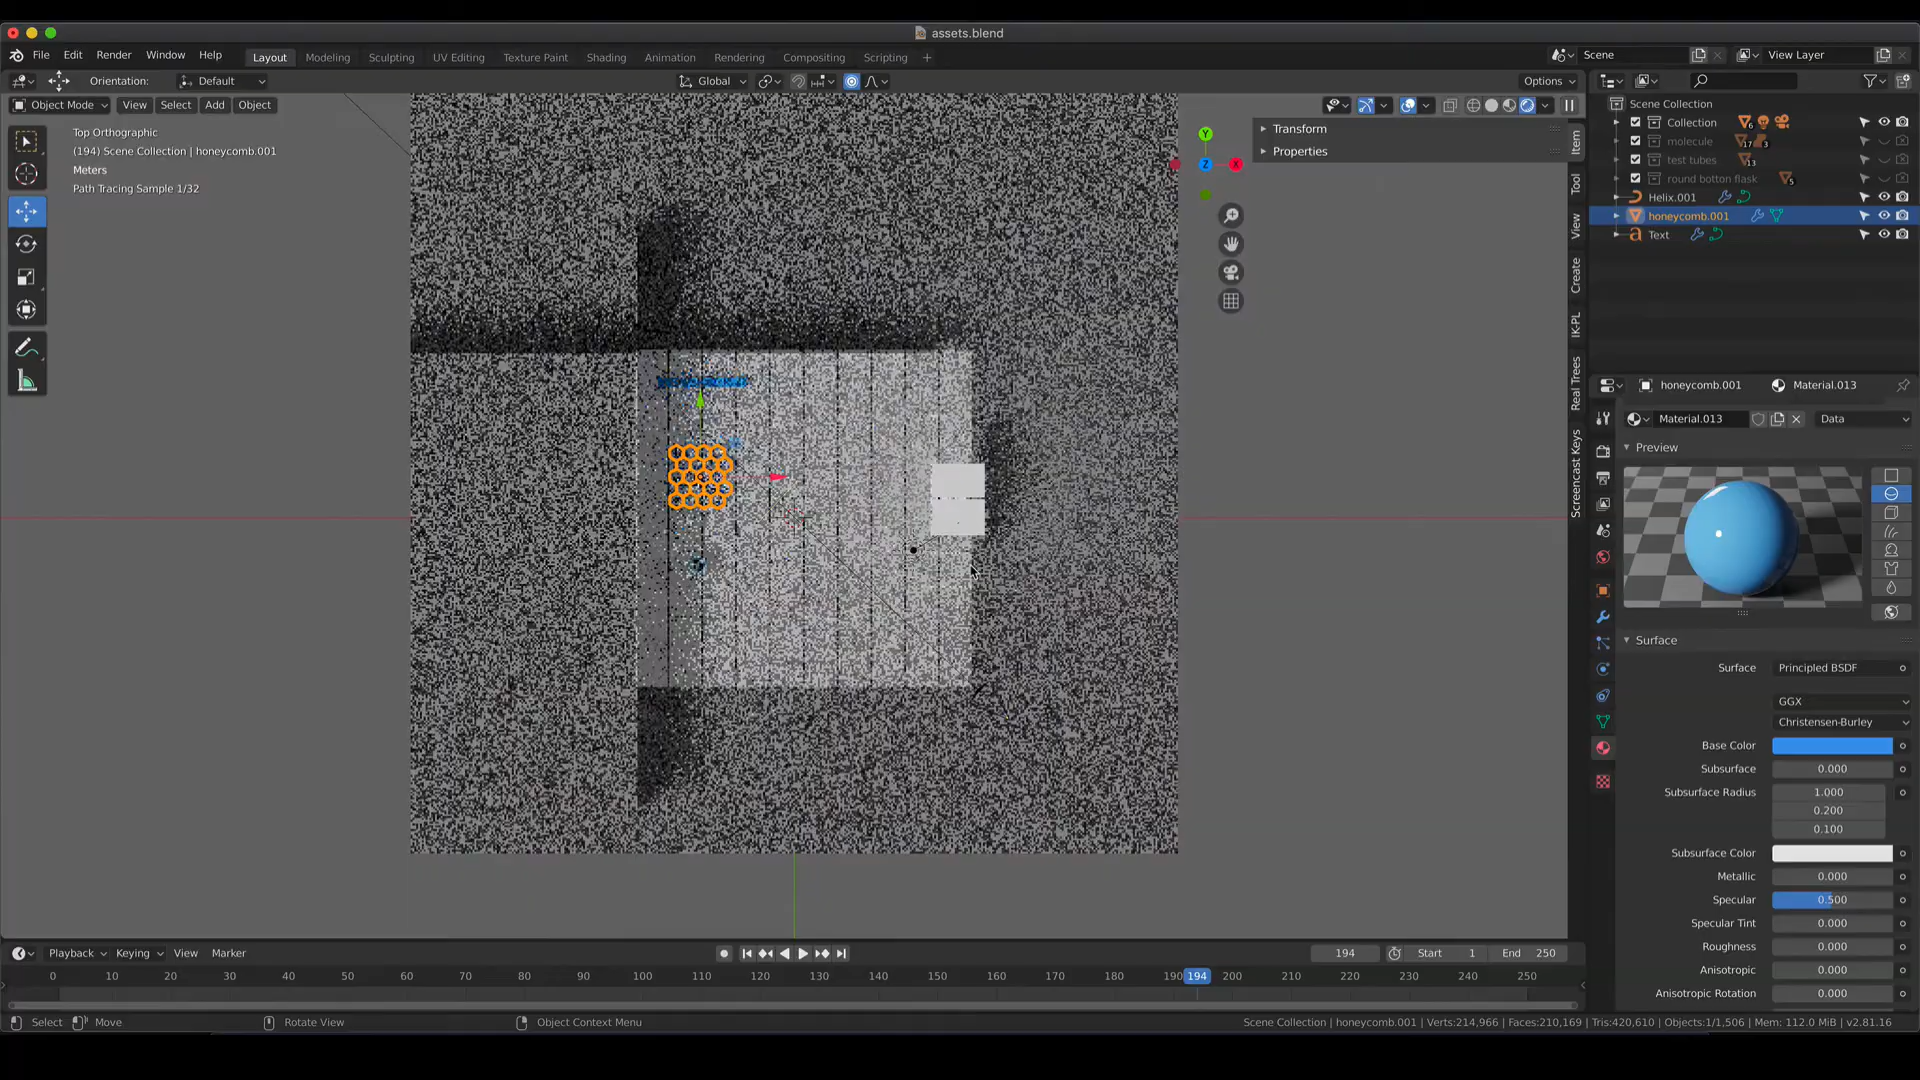 assets.blend
File Edit Render Window Help Layout Modeling Sculpting UV Editing Texture Paint Shading Animation Rendering Compositing Scripting + Scene View Layer
Orientation: Default Global Options
Object Mode View Select Add Object
Top Orthographic
(194) Scene Collection | honeycomb.001
Meters
Path Tracing Sample 1/32
Y
Z
X
Transform
Properties
Item
Tool
View
Create
IK-PL
Real Trees
Screencast Keys
Scene Collection
Collection 6
molecule 17 3
test tubes 13
round botton flask 5
Helix.001
honeycomb.001
Text
honeycomb.001 Material.013
Material.013 Data
Preview
Surface
Surface Principled BSDF
GGX
Christensen-Burley
Base Color
Subsurface 0.000
Subsurface Radius 1.000
0.200
0.100
Subsurface Color
Metallic 0.000
Specular 0.500
Specular Tint 0.000
Roughness 0.000
Anisotropic 0.000
Anisotropic Rotation 0.000
Playback Keying View Marker 194 Start 1 End 250
0 10 20 30 40 50 60 70 80 90 100 110 120 130 140 150 160 170 180 190 194 200 210 220 230 240 250
Select Move Rotate View Object Context Menu Scene Collection | honeycomb.001 | Verts:214,966 | Faces:210,169 | Tris:420,610 | Objects:1/1,506 | Mem: 112.0 MiB | v2.81.16